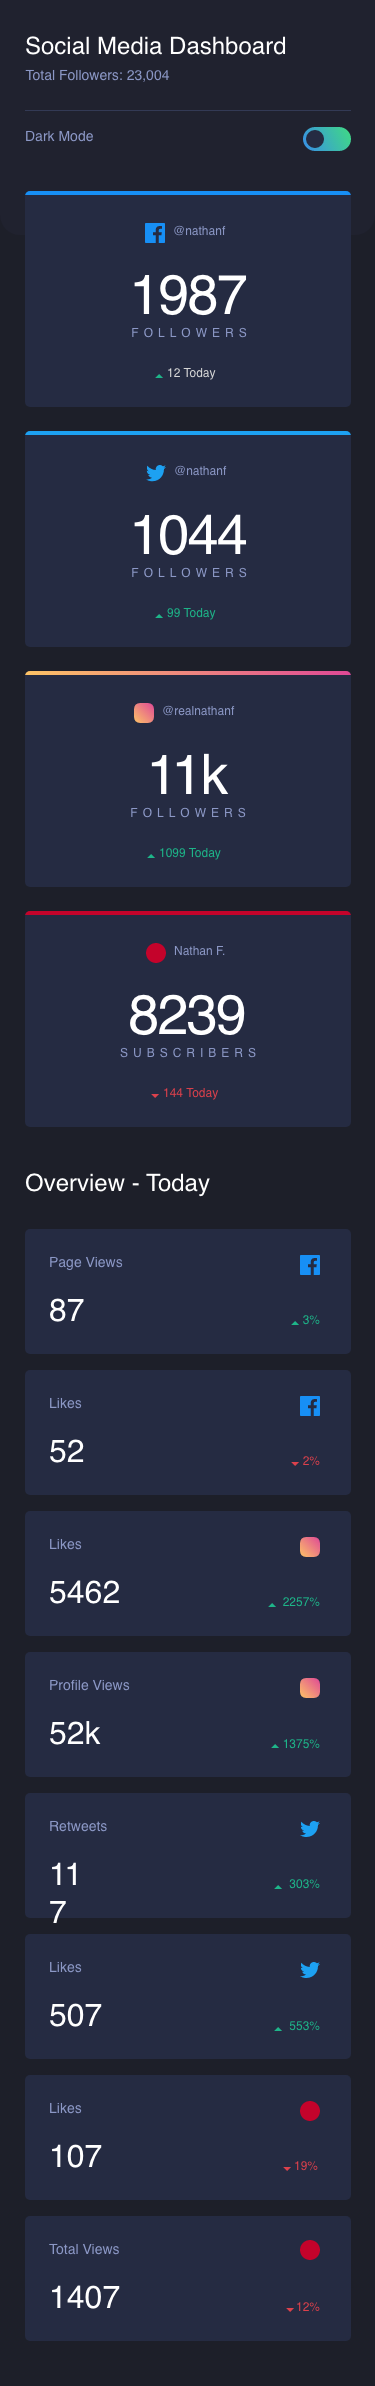 Social Media Dashboard
Total Followers: 23,004
Dark Mode
@nathanf
1987
FOLLOWERS
12 Today
@nathanf
1044
FOLLOWERS
99 Today
@realnathanf
11k
FOLLOWERS
1099 Today
Nathan F.
8239
SUBSCRIBERS
144 Today
Overview - Today
Page Views
87
3%
Likes
52
2%
Likes
5462
2257%
Profile Views
52k
1375%
Retweets
11
7
303%
Likes
507
553%
Likes
107
19%
Total Views
1407
12%